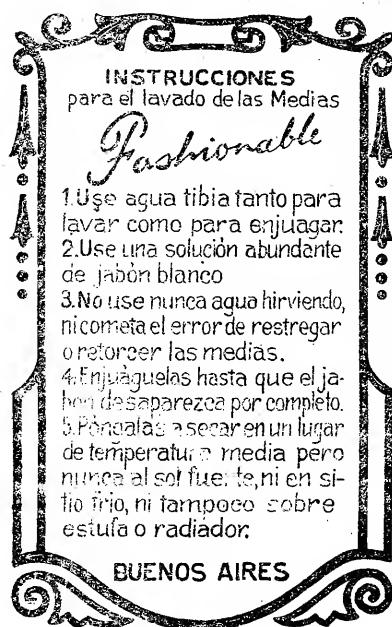 INSTRUCCIONES
para el lavado de las Medias
Fashionable
1.Use agua tibia tanto para
lavar como para enjuagar.
2.Use una solución abundante
de jabón blanco
3.No use nunca agua hirviendo,
ni cometa el error de restregar
o retorcer las medias.
4.Enjuáguelas hasta que el ja-
bon desaparezca por completo.
5.Póngalas a secar en un lugar
de temperatura media pero
nunca al sol fuerte, ni en si-
tio frio, ni tampoco sobre
estufa o radiádor.
BUENOS AIRES